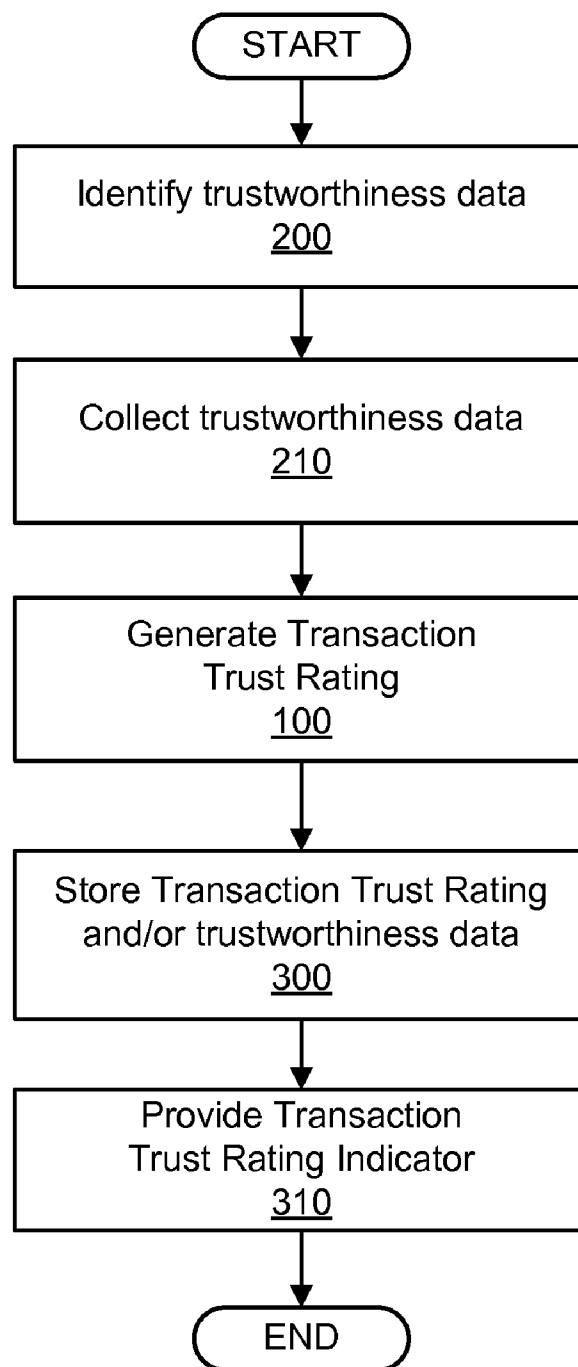 START
Identify trustworthiness data
200
Collect trustworthiness data
210
Generate Transaction
Trust Rating
100
Store Transaction Trust Rating
and/or trustworthiness data
300
Provide Transaction
Trust Rating Indicator
310
END